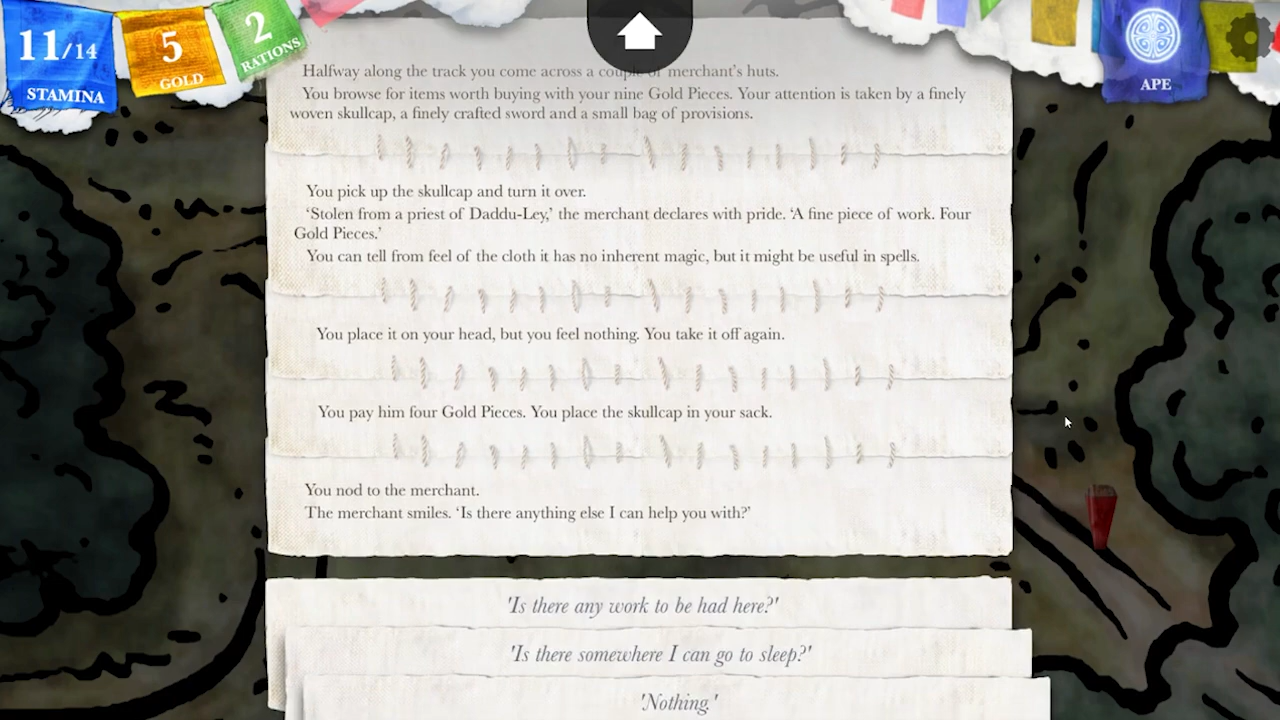 11/14
STAMINA
5
GOLD
2
RATIONS
APE
Halfway along the track you come across a couple of merchant's huts.
You browse for items worth buying with your nine Gold Pieces. Your attention is taken by a finely
woven skullcap, a finely crafted sword and a small bag of provisions.
You pick up the skullcap and turn it over.
‘Stolen from a priest of Daddu-Ley,’ the merchant declares with pride. ‘A fine piece of work. Four
Gold Pieces.’
You can tell from feel of the cloth it has no inherent magic, but it might be useful in spells.
You place it on your head, but you feel nothing. You take it off again.
You pay him four Gold Pieces. You place the skullcap in your sack.
You nod to the merchant.
The merchant smiles. ‘Is there anything else I can help you with?’
'Is there any work to be had here?'
'Is there somewhere I can go to sleep?'
'Nothing.'